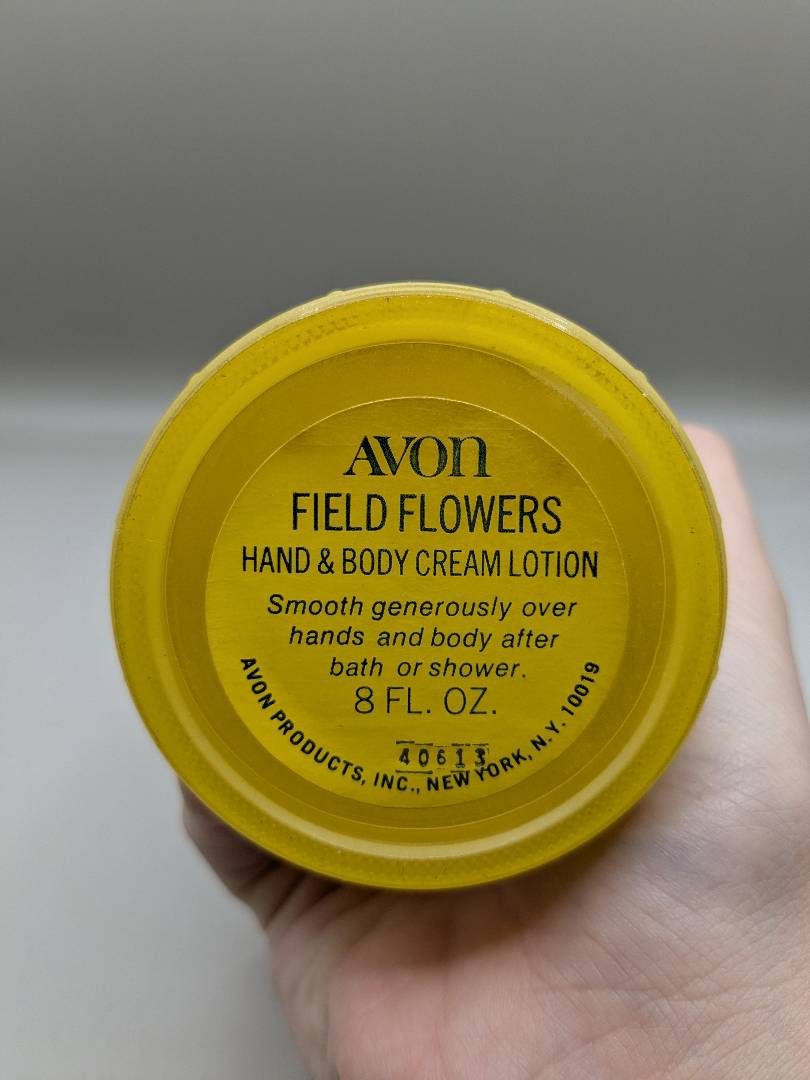 AVON
FIELD FLOWERS
HAND & BODY CREAM LOTION
Smooth generously over
hands and body after
bath or shower.
8 FL. OZ.
40613
AVON PRODUCTS, INC., NEW YORK, N.Y. 10019